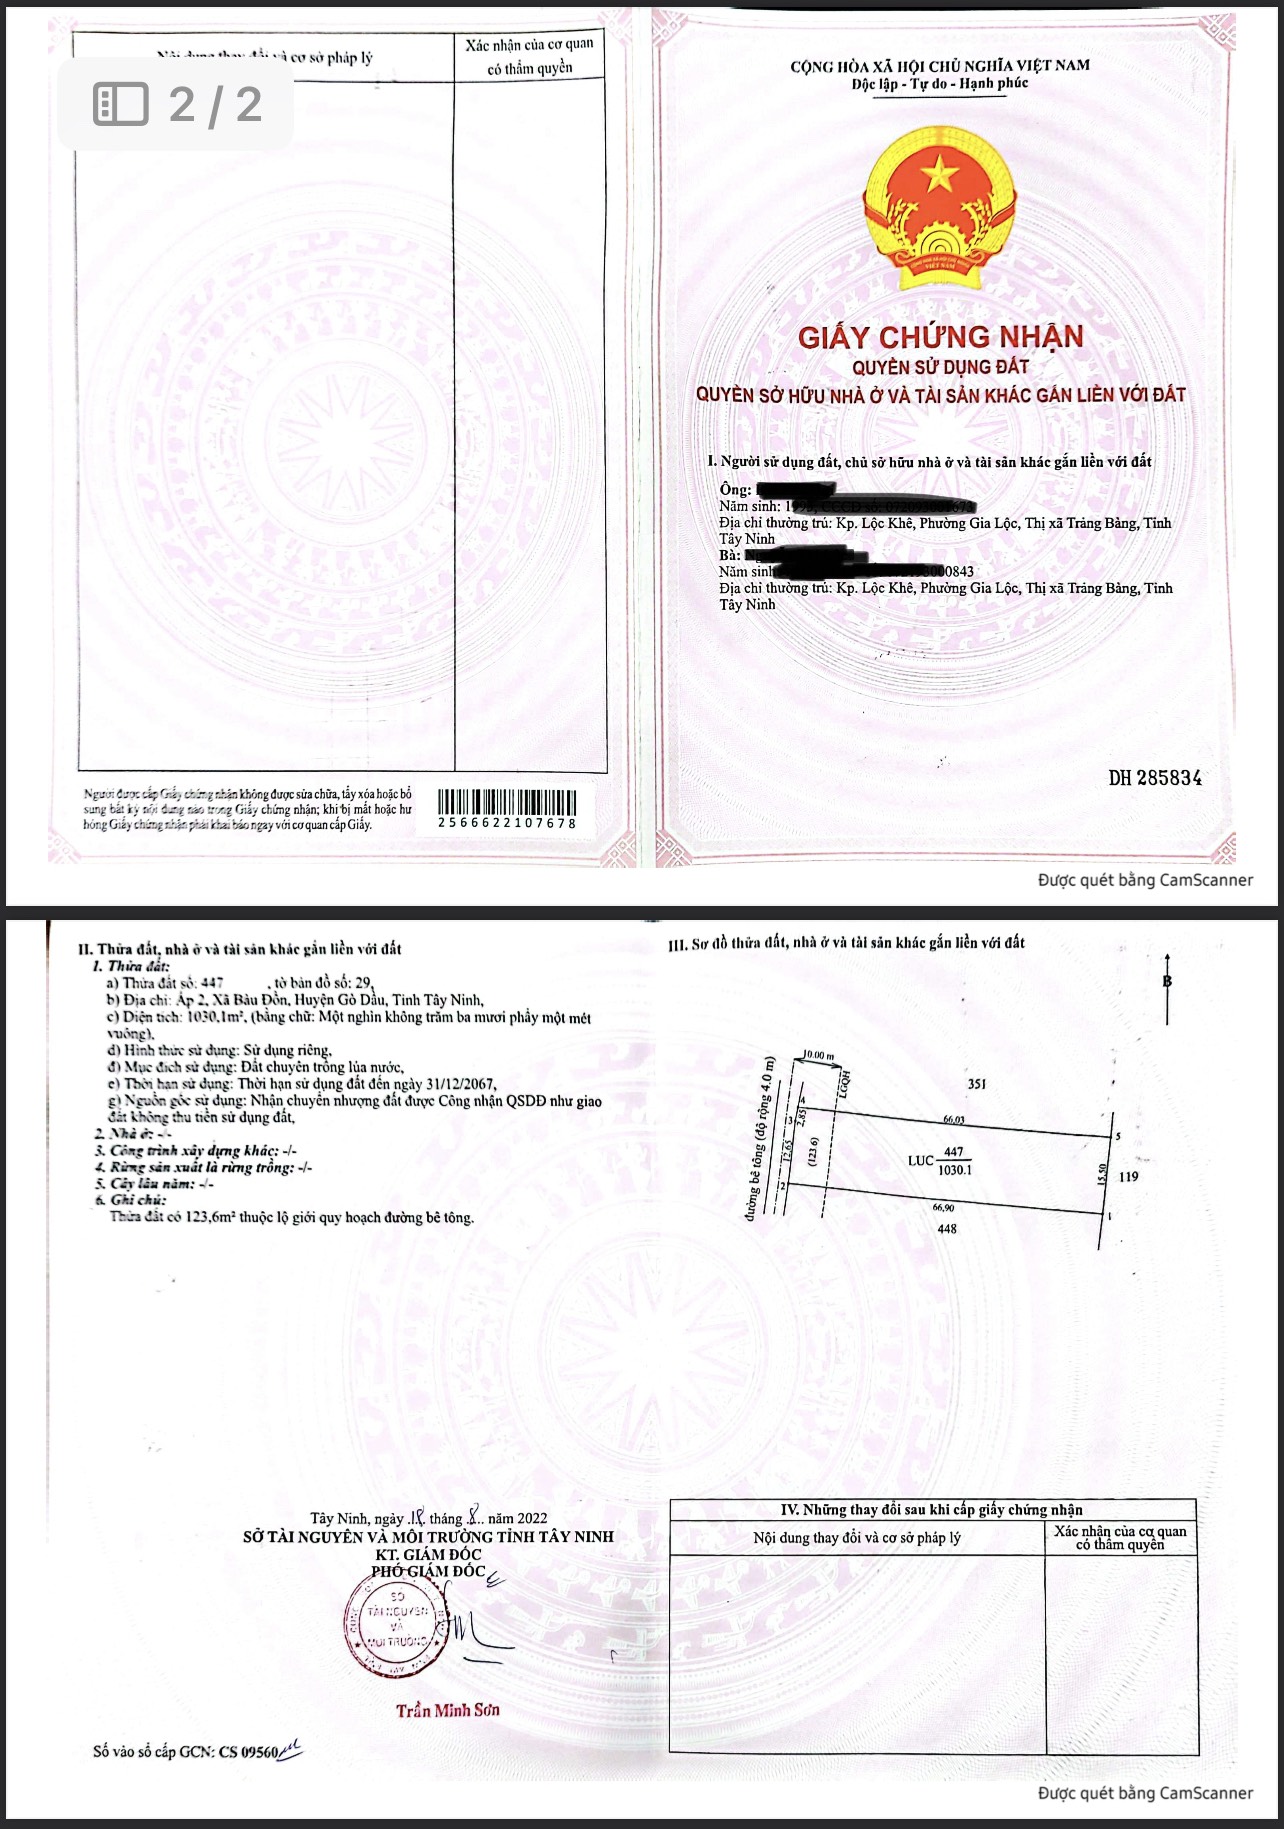 Nội dung thay đổi và cơ sở pháp lý
Xác nhận của cơ quan
có thẩm quyền
2 / 2
Người được cấp Giấy chứng nhận không được sửa chữa, tẩy xóa hoặc bổ
sung bất kỳ nội dung nào trong Giấy chứng nhận; khi bị mất hoặc hư
hỏng Giấy chứng nhận phải khai báo ngay với cơ quan cấp Giấy.
2566622107678
CỘNG HÒA XÃ HỘI CHỦ NGHĨA VIỆT NAM
Độc lập - Tự do - Hạnh phúc
VIỆT NAM
GIẤY CHỨNG NHẬN
QUYỀN SỬ DỤNG ĐẤT
QUYỀN SỞ HỮU NHÀ Ở VÀ TÀI SẢN KHÁC GẮN LIỀN VỚI ĐẤT
I. Người sử dụng đất, chủ sở hữu nhà ở và tài sản khác gắn liền với đất
Ông:
Năm sinh:
Địa chỉ thường trú: Kp. Lộc Khê, Phường Gia Lộc, Thị xã Trảng Bàng, Tỉnh
Tây Ninh
Bà:
Năm sinh
Địa chỉ thường trú: Kp. Lộc Khê, Phường Gia Lộc, Thị xã Trảng Bàng, Tỉnh
Tây Ninh
DH 285834
Được quét bằng CamScanner
II. Thửa đất, nhà ở và tài sản khác gắn liền với đất
1. Thửa đất:
a) Thửa đất số: 447 , tờ bản đồ số: 29,
b) Địa chỉ: Ấp 2, Xã Bàu Đồn, Huyện Gò Dầu, Tỉnh Tây Ninh,
c) Diện tích: 1030,1m², (bằng chữ: Một nghìn không trăm ba mươi phẩy một mét
vuông),
d) Hình thức sử dụng: Sử dụng riêng,
đ) Mục đích sử dụng: Đất chuyên trồng lúa nước,
e) Thời hạn sử dụng: Thời hạn sử dụng đất đến ngày 31/12/2067,
g) Nguồn gốc sử dụng: Nhận chuyển nhượng đất được Công nhận QSDĐ như giao
đất không thu tiền sử dụng đất,
2. Nhà ở: -/-
3. Công trình xây dựng khác: -/-
4. Rừng sản xuất là rừng trồng: -/-
5. Cây lâu năm: -/-
6. Ghi chú:
Thửa đất có 123,6m² thuộc lộ giới quy hoạch đường bê tông.
III. Sơ đồ thửa đất, nhà ở và tài sản khác gắn liền với đất
B
10.00 m
LGQH
đường bê tông (độ rộng 4.0 m)
351
4
3
2,85
66,03
5
12,65
(123.6)
LUC 447
1030.1
15,50
119
2
66,90
1
448
Tây Ninh, ngày 18 tháng 8 năm 2022
SỞ TÀI NGUYÊN VÀ MÔI TRƯỜNG TỈNH TÂY NINH
KT. GIÁM ĐỐC
PHÓ GIÁM ĐỐC
SỞ
TÀI NGUYÊN
VÀ
MÔI TRƯỜNG
Trần Minh Sơn
Số vào sổ cấp GCN: CS 09560
IV. Những thay đổi sau khi cấp giấy chứng nhận
Nội dung thay đổi và cơ sở pháp lý
Xác nhận của cơ quan
có thẩm quyền
Được quét bằng CamScanner